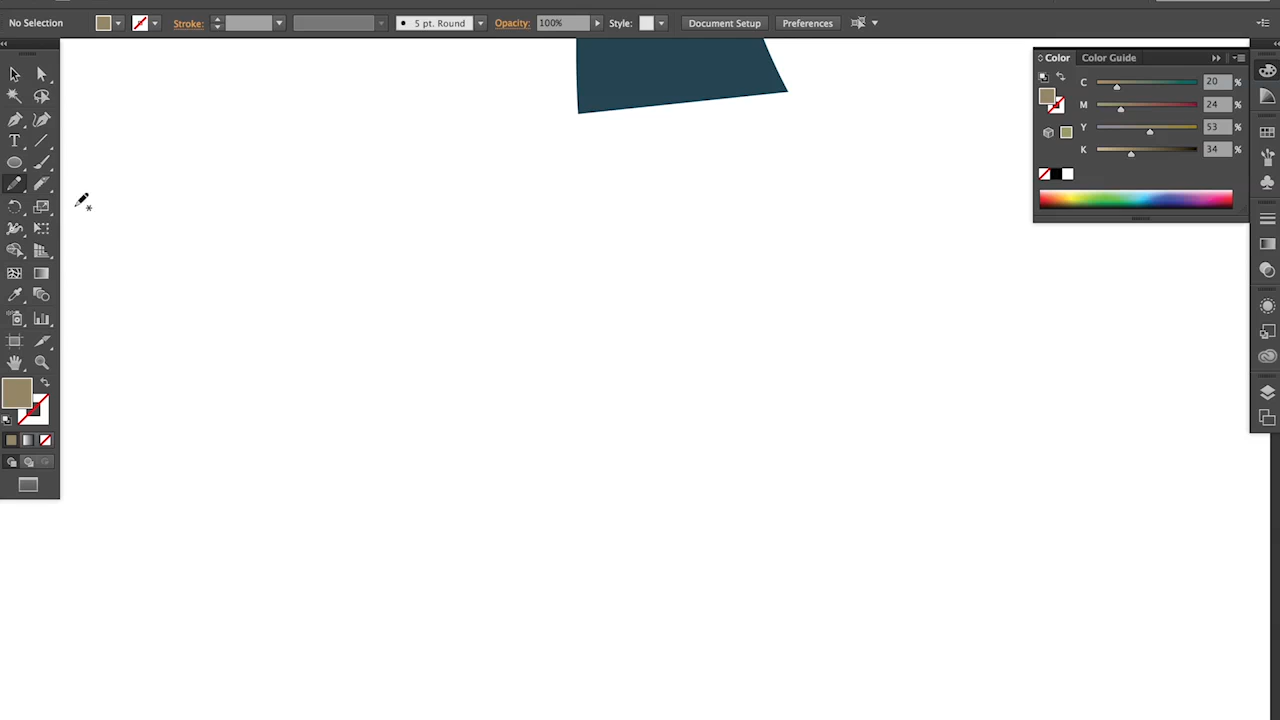 No Selection Stroke: 5 pt. Round Opacity: 100% Style: Document Setup Preferences
Color Color Guide
C 20 %
M 24 %
Y 53 %
K 34 %
T